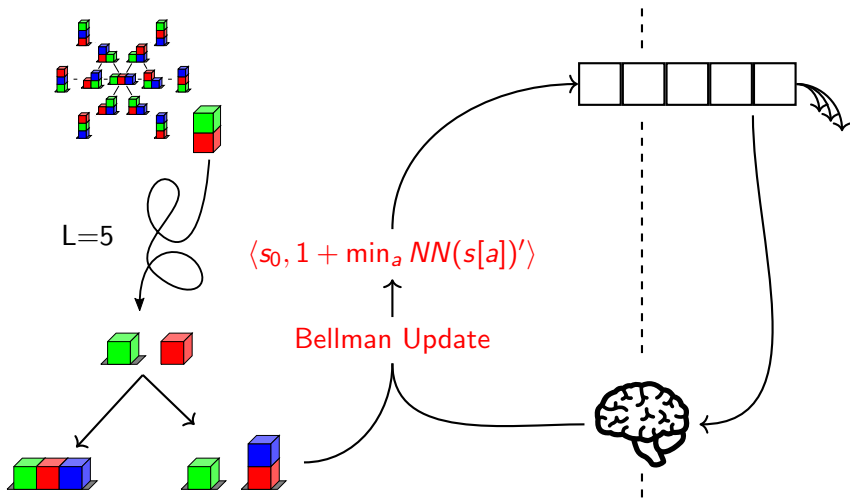 L=5
⟨s₀, 1 + minₐ NN(s[a])′⟩
Bellman Update